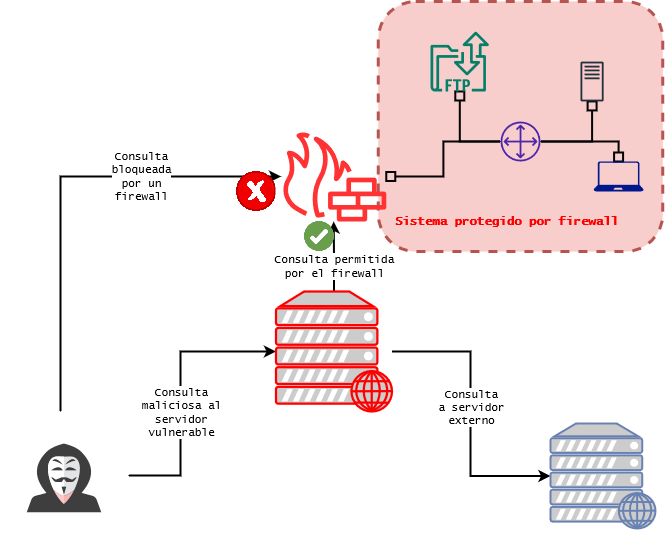 FTP
Consulta
bloqueada
por un
firewall
Sistema protegido por firewall
Consulta permitida
por el firewall
Consulta
maliciosa al
servidor
vulnerable
Consulta
a servidor
externo